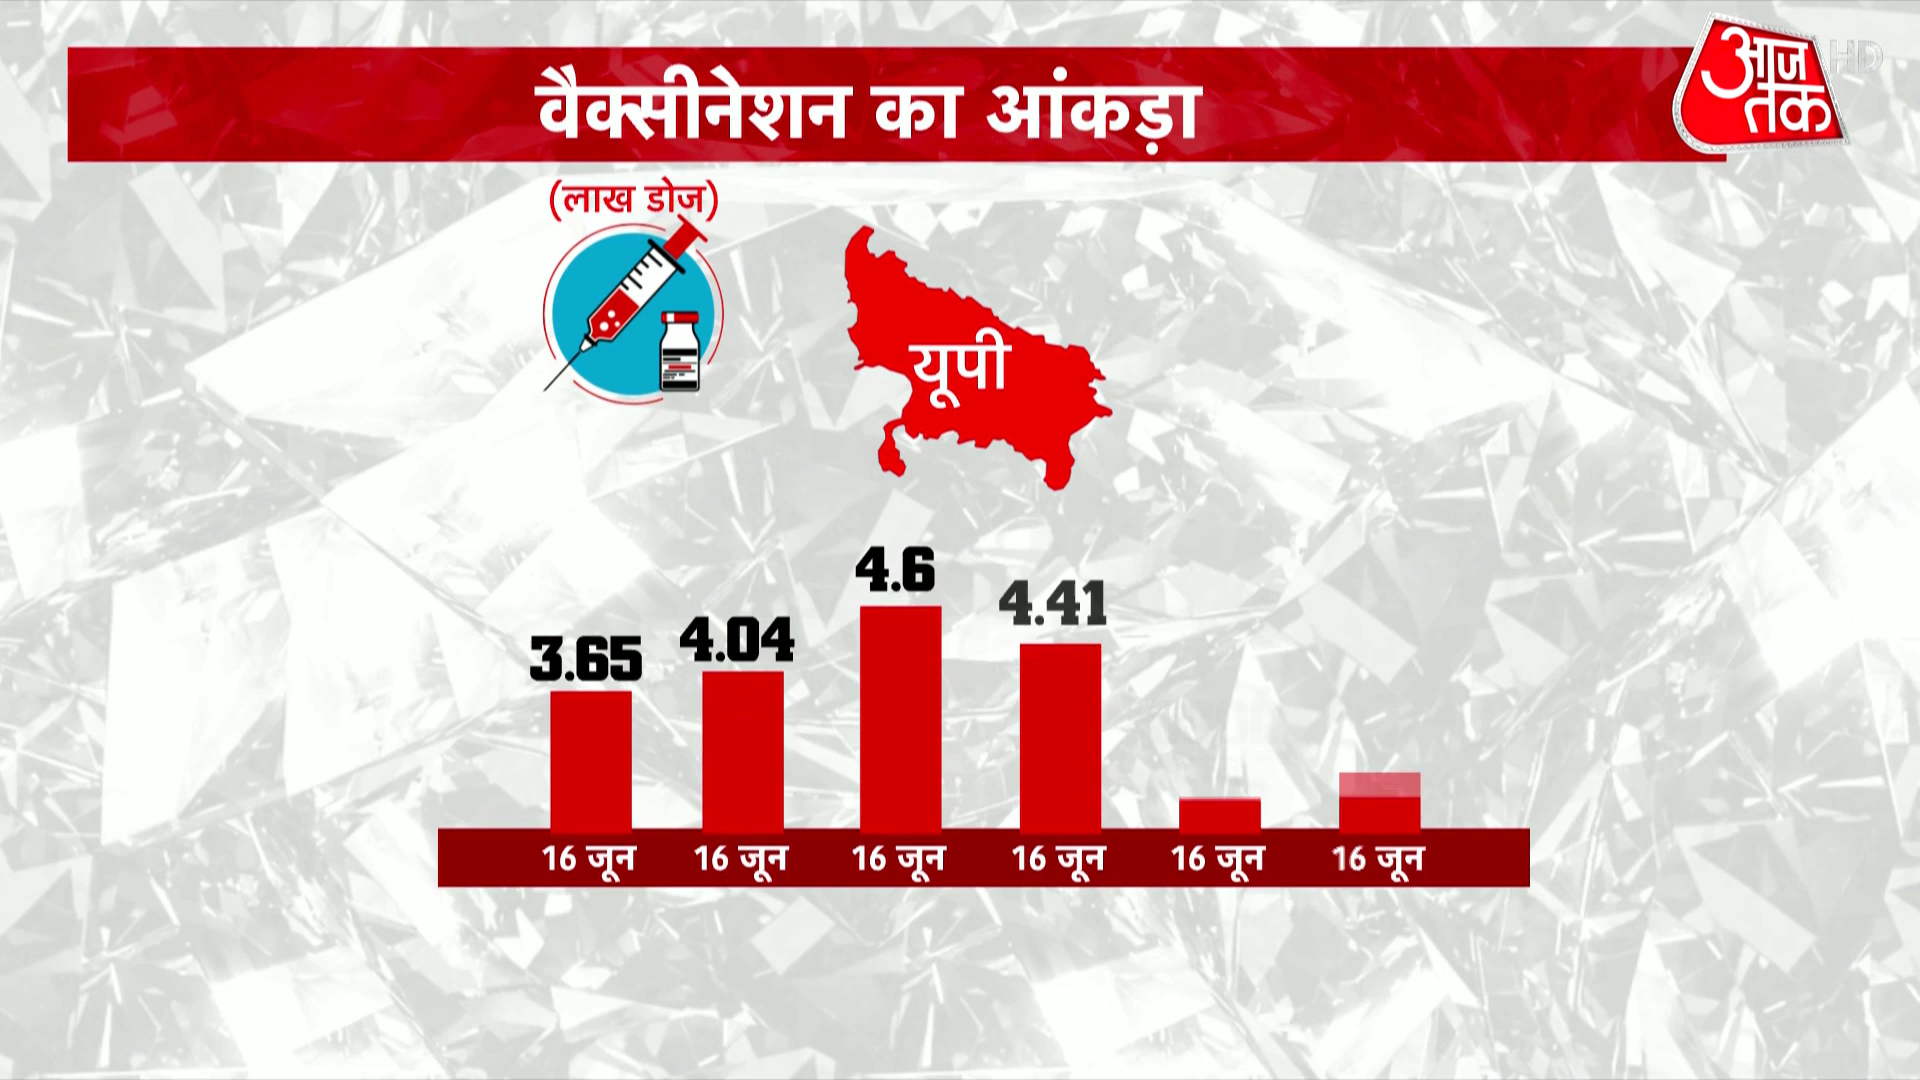 वैक्सीनेशन का आंकड़ा
आज
तक
HD
(लाख डोज)
यूपी
3.65
4.04
4.6
4.41
16 जून
16 जून
16 जून
16 जून
16 जून
16 जून